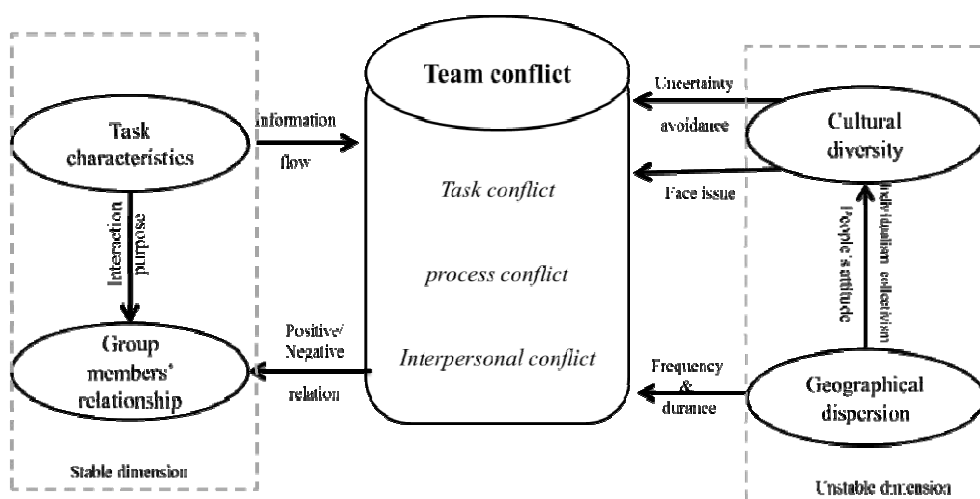 Team conflict
Task conflict
process conflict
Interpersonal conflict
Task
characteristics
Information
flow
Interaction
purpose
Group
members'
relationship
Positive/
Negative
relation
Stable dimension
Uncertainty
avoidance
Face issue
Cultural
diversity
Individualism collectivism
People's attitude
Frequency
&
durance
Geographical
dispersion
Unstable dimension